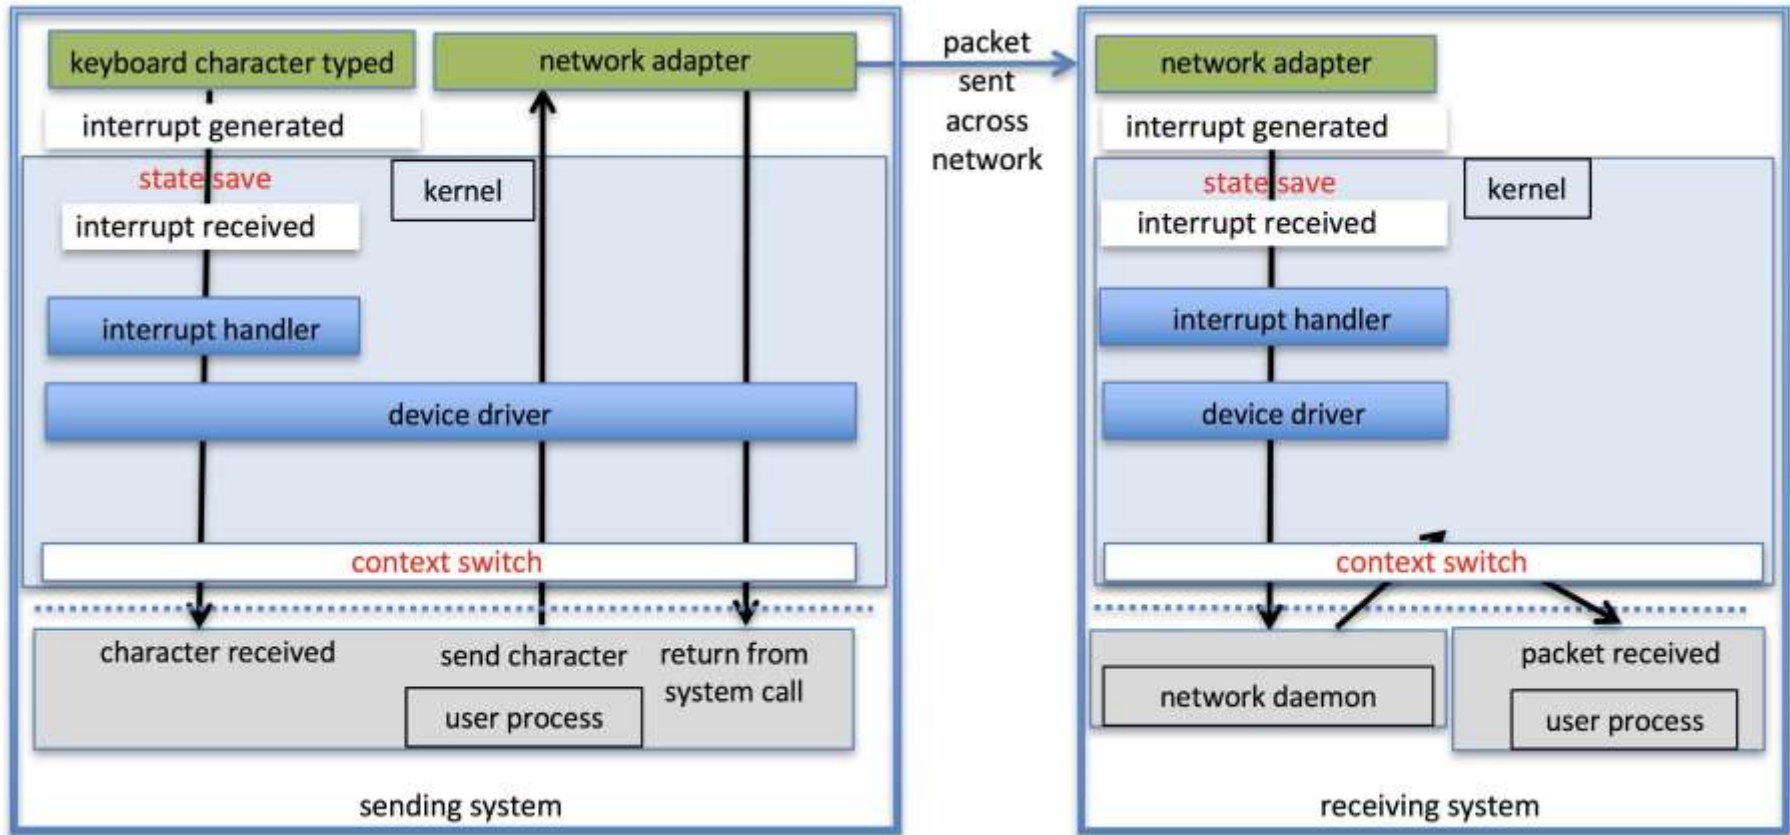 keyboard character typed
network adapter
interrupt generated
state save
kernel
interrupt received
interrupt handler
device driver
context switch
character received
send character
return from
system call
user process
sending system
packet
sent
across
network
network adapter
interrupt generated
state save
kernel
interrupt received
interrupt handler
device driver
context switch
network daemon
packet received
user process
receiving system